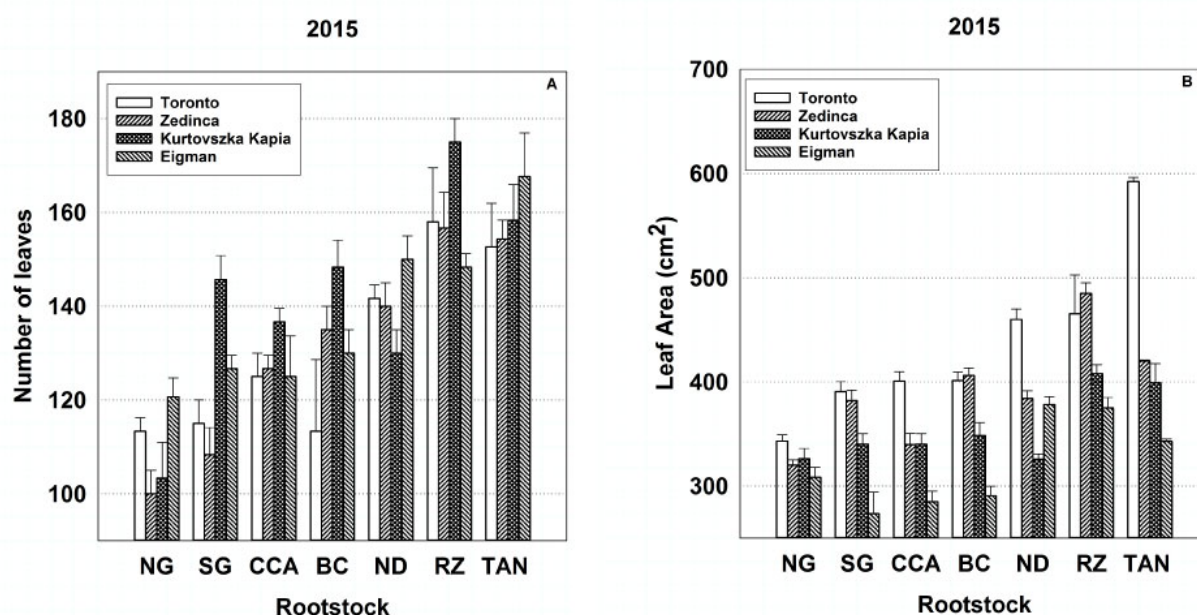 2015
A
Toronto
Zedinca
Kurtovszka Kapia
Eigman
Number of leaves
180
160
140
120
100
NG SG CCA BC ND RZ TAN
Rootstock
2015
B
Toronto
Zedinca
Kurtovszka Kapia
Eigman
Leaf Area (cm²)
700
600
500
400
300
NG SG CCA BC ND RZ TAN
Rootstock